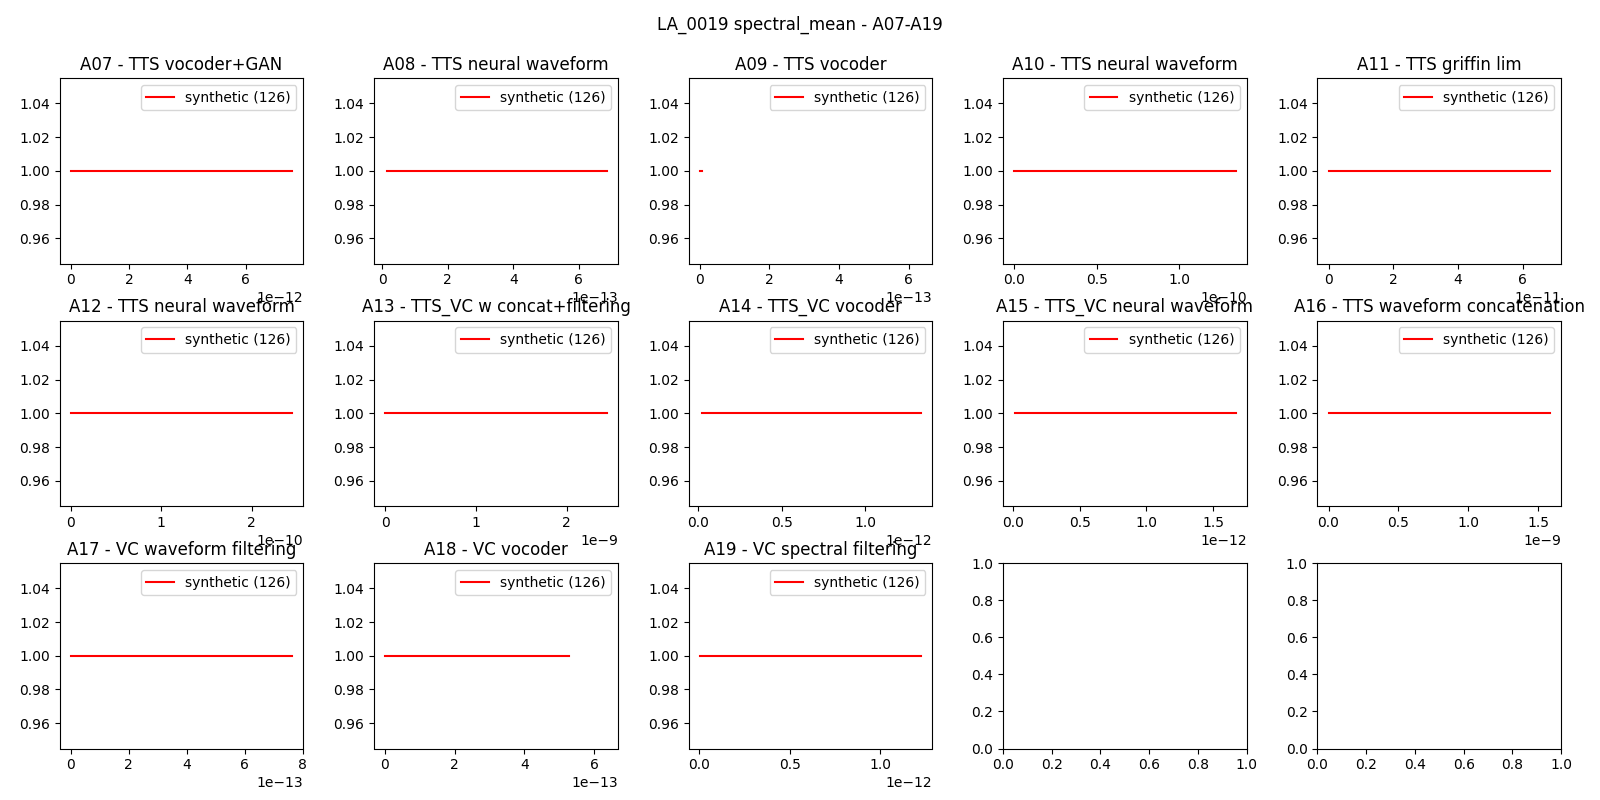 LA_0019 spectral_mean - A07-A19
A07 - TTS vocoder+GAN
A08 - TTS neural waveform
A09 - TTS vocoder
A10 - TTS neural waveform
A11 - TTS griffin lim
synthetic (126)
synthetic (126)
synthetic (126)
synthetic (126)
synthetic (126)
1.04 1.02 1.00 0.98 0.96
1.04 1.02 1.00 0.98 0.96
1.04 1.02 1.00 0.98 0.96
1.04 1.02 1.00 0.98 0.96
1.04 1.02 1.00 0.98 0.96
0 2 4 6
0 2 4 6
0 2 4 6
0.0 0.5 1.0
0 2 4 6
1e−12
1e−13
1e−13
1e−10
1e−11
A12 - TTS neural waveform
A13 - TTS_VC w concat+filtering
A14 - TTS_VC vocoder
A15 - TTS_VC neural waveform
A16 - TTS waveform concatenation
synthetic (126)
synthetic (126)
synthetic (126)
synthetic (126)
synthetic (126)
1.04 1.02 1.00 0.98 0.96
1.04 1.02 1.00 0.98 0.96
1.04 1.02 1.00 0.98 0.96
1.04 1.02 1.00 0.98 0.96
1.04 1.02 1.00 0.98 0.96
0 1 2
0 1 2
0.0 0.5 1.0
0.0 0.5 1.0 1.5
0.0 0.5 1.0 1.5
1e−10
1e−9
1e−12
1e−12
1e−9
A17 - VC waveform filtering
A18 - VC vocoder
A19 - VC spectral filtering
synthetic (126)
synthetic (126)
synthetic (126)
1.04 1.02 1.00 0.98 0.96
1.04 1.02 1.00 0.98 0.96
1.04 1.02 1.00 0.98 0.96
1.0 0.8 0.6 0.4 0.2 0.0
1.0 0.8 0.6 0.4 0.2 0.0
0 2 4 6 8
0 2 4 6
0.0 0.5 1.0
0.0 0.2 0.4 0.6 0.8 1.0
0.0 0.2 0.4 0.6 0.8 1.0
1e−13
1e−13
1e−12